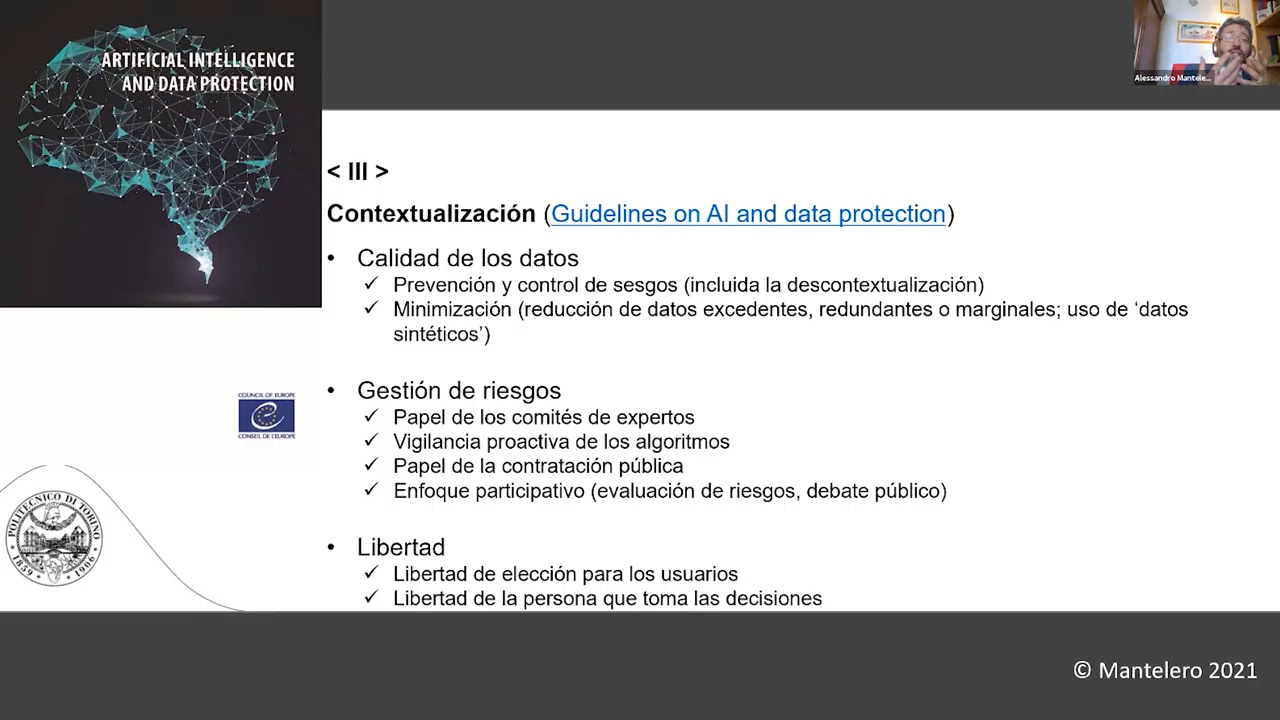 ARTIFICIAL INTELLIGENCE
AND DATA PROTECTION
Alessandro Mantele...
< III >
Contextualización (Guidelines on AI and data protection)
• Calidad de los datos
✓ Prevención y control de sesgos (incluida la descontextualización)
✓ Minimización (reducción de datos excedentes, redundantes o marginales; uso de ‘datos
sintéticos’)
• Gestión de riesgos
✓ Papel de los comités de expertos
✓ Vigilancia proactiva de los algoritmos
✓ Papel de la contratación pública
✓ Enfoque participativo (evaluación de riesgos, debate público)
• Libertad
✓ Libertad de elección para los usuarios
✓ Libertad de la persona que toma las decisiones
COUNCIL OF EUROPE
CONSEIL DE L'EUROPE
POLITECNICO DI TORINO
1859 1906
© Mantelero 2021